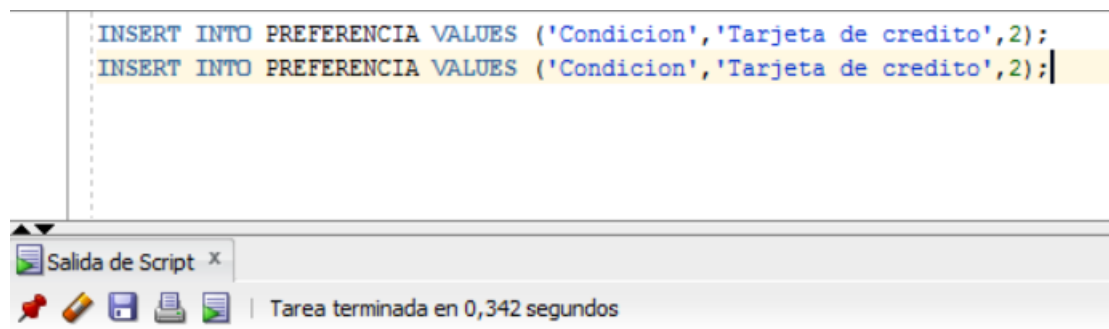 INSERT INTO PREFERENCIA VALUES ('Condicion','Tarjeta de credito',2);
INSERT INTO PREFERENCIA VALUES ('Condicion','Tarjeta de credito',2);
Salida de Script x
Tarea terminada en 0,342 segundos